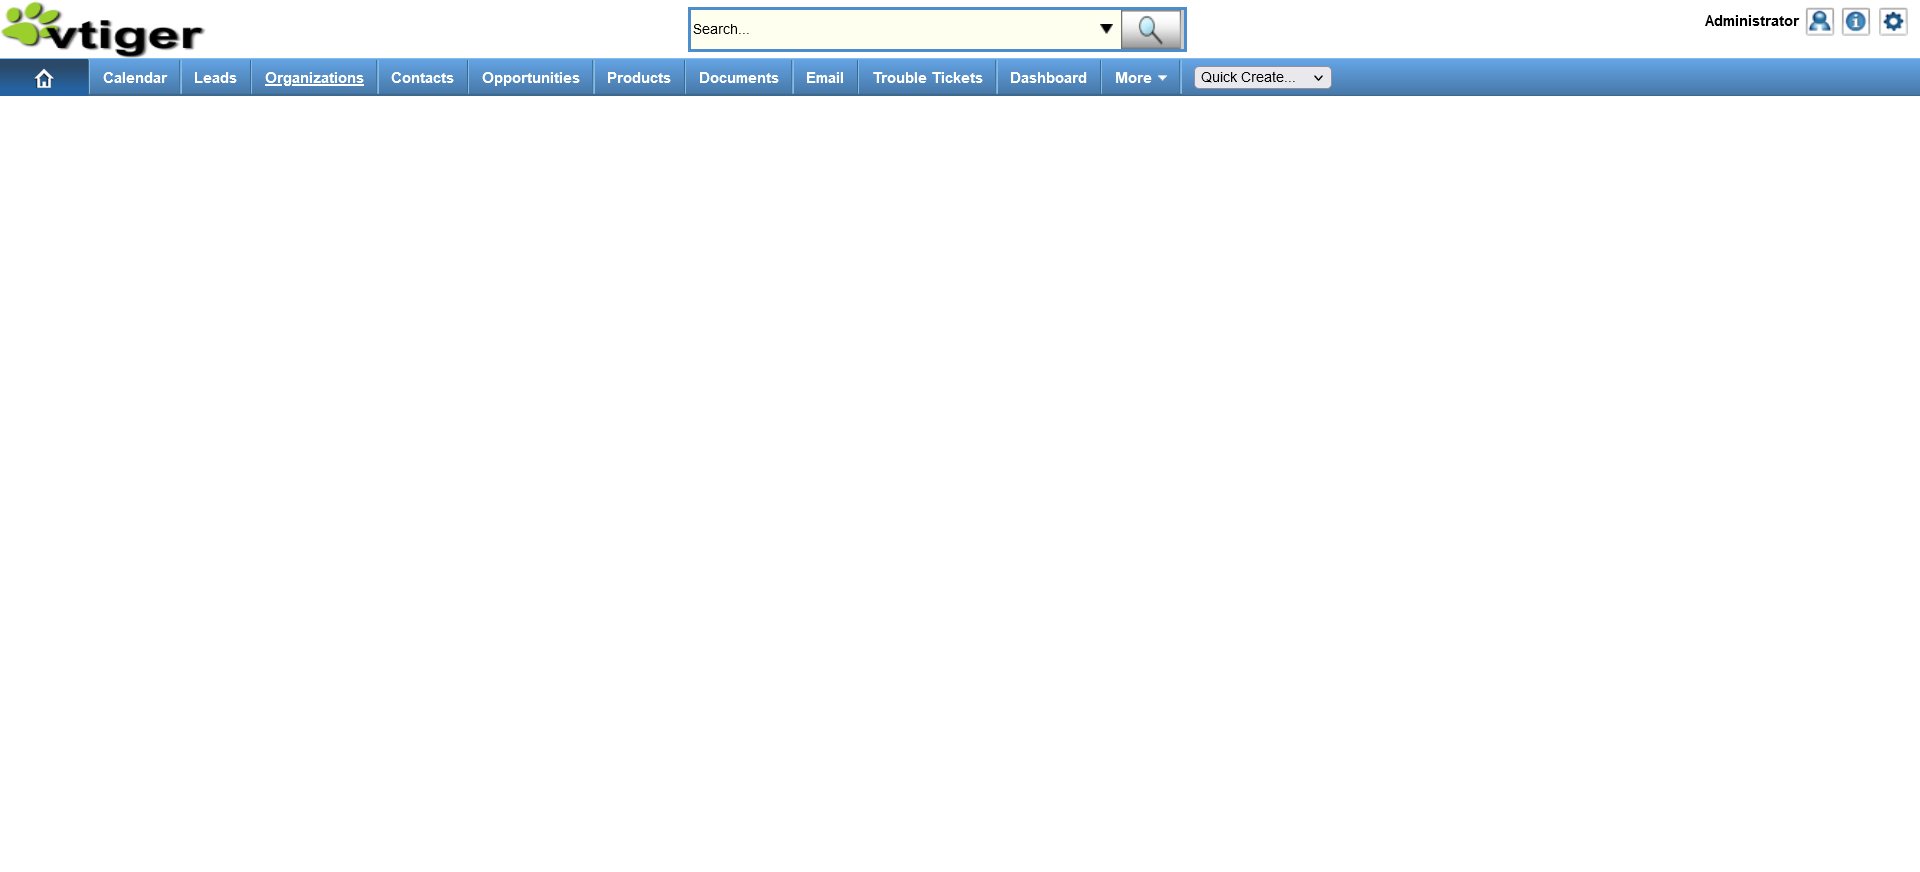 vtiger
Search...
Administrator
Calendar Leads Organizations Contacts Opportunities Products Documents Email Trouble Tickets Dashboard More Quick Create...